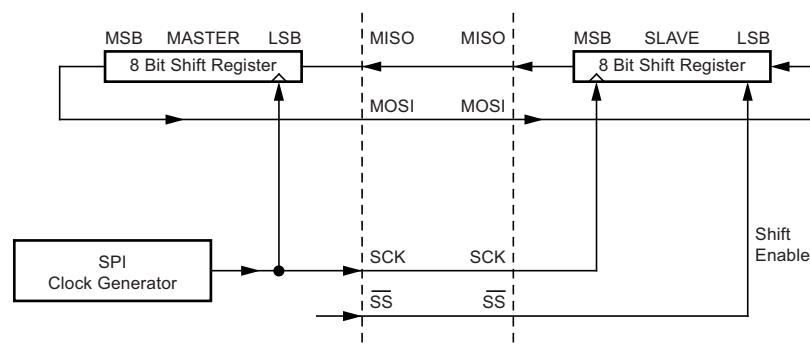 MSB MASTER LSB MISO MISO MSB SLAVE LSB
8 Bit Shift Register 8 Bit Shift Register
MOSI MOSI
Shift
Enable
SPI
Clock Generator
SCK SCK
SS SS